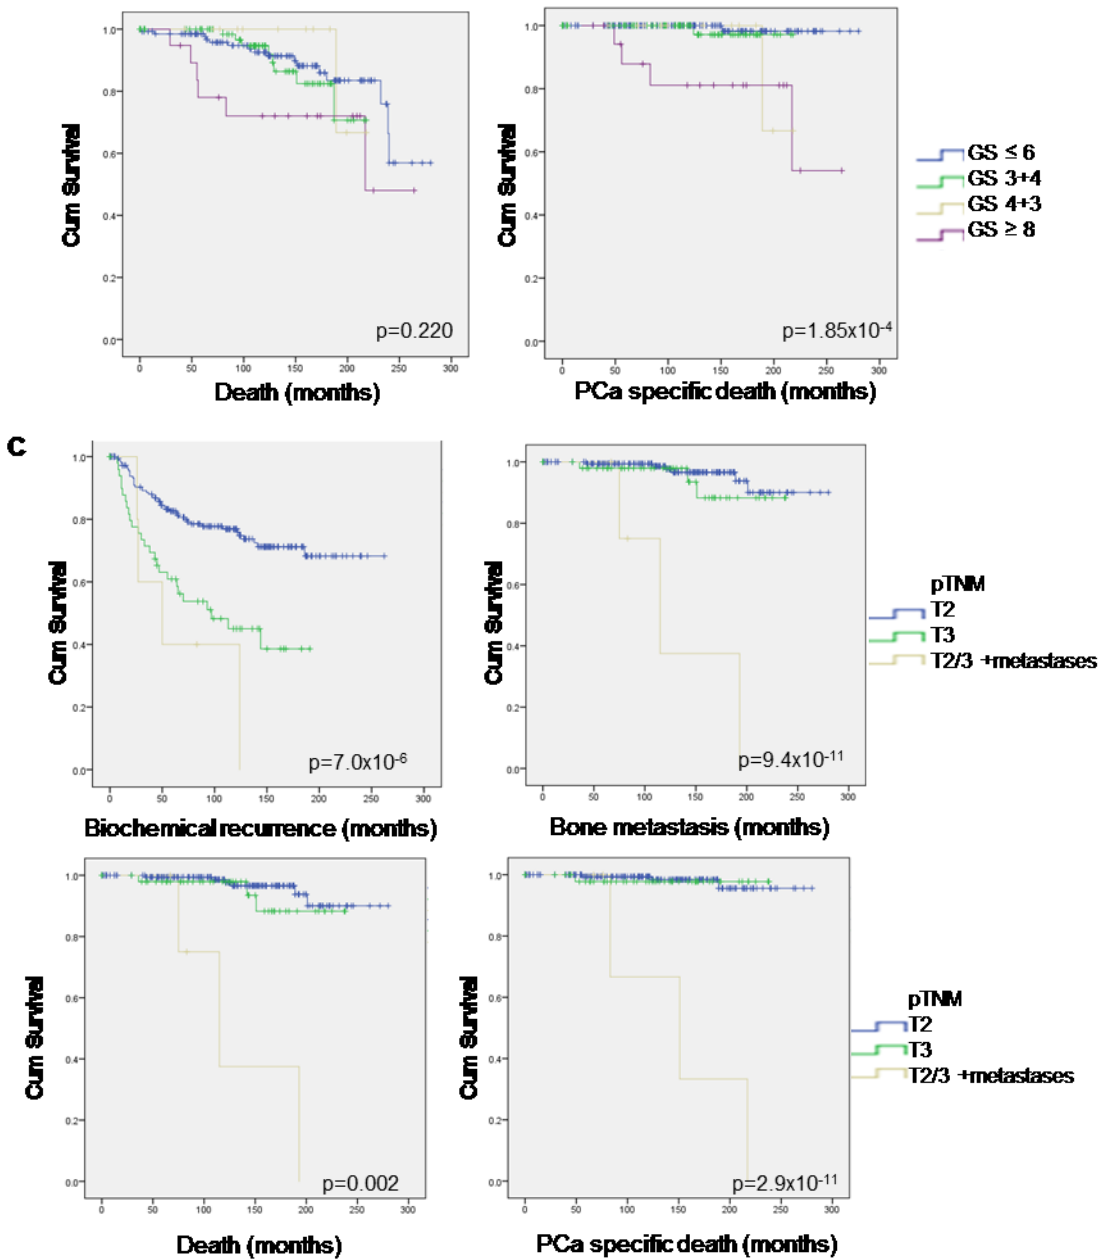 1.0
0.8
0.6
0.4
0.2
0.0
Cum Survival
p=0.220
0 50 100 150 200 250 300
Death (months)
1.0
0.8
0.6
0.4
0.2
0.0
Cum Survival
p=1.85x10-4
0 50 100 150 200 250 300
PCa specific death (months)
GS ≤ 6
GS 3+4
GS 4+3
GS ≥ 8
C
1.0
0.8
0.6
0.4
0.2
0.0
Cum Survival
p=7.0x10-6
0 50 100 150 200 250 300
Biochemical recurrence (months)
1.0
0.8
0.6
0.4
0.2
0.0
Cum Survival
p=9.4x10-11
0 50 100 150 200 250 300
Bone metastasis (months)
pTNM
T2
T3
T2/3 +metastases
1.0
0.8
0.6
0.4
0.2
0.0
Cum Survival
p=0.002
0 50 100 150 200 250 300
Death (months)
1.0
0.8
0.6
0.4
0.2
0.0
Cum Survival
p=2.9x10-11
0 50 100 150 200 250 300
PCa specific death (months)
pTNM
T2
T3
T2/3 +metastases